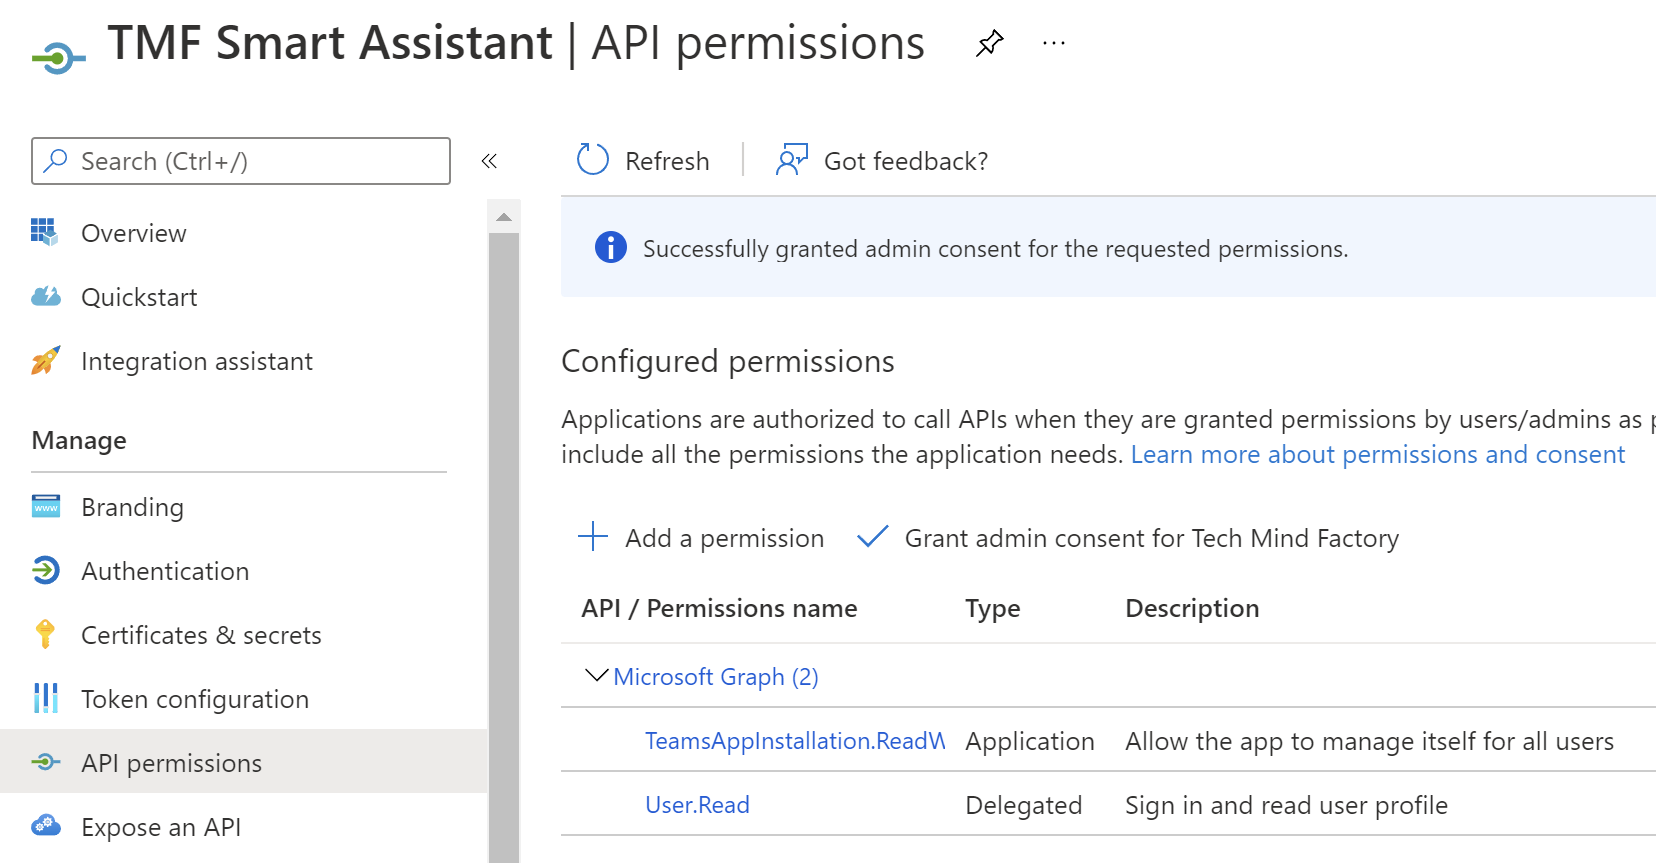 TMF Smart Assistant | API permissions
Search (Ctrl+/)
Refresh
Got feedback?
Overview
Quickstart
Integration assistant
Manage
Branding
Authentication
Certificates & secrets
Token configuration
API permissions
Expose an API
Successfully granted admin consent for the requested permissions.
Configured permissions
Applications are authorized to call APIs when they are granted permissions by users/admins as
include all the permissions the application needs. Learn more about permissions and consent
Add a permission
Grant admin consent for Tech Mind Factory
API / Permissions name Type Description
Microsoft Graph (2)
TeamsAppInstallation.ReadW Application Allow the app to manage itself for all users
User.Read Delegated Sign in and read user profile